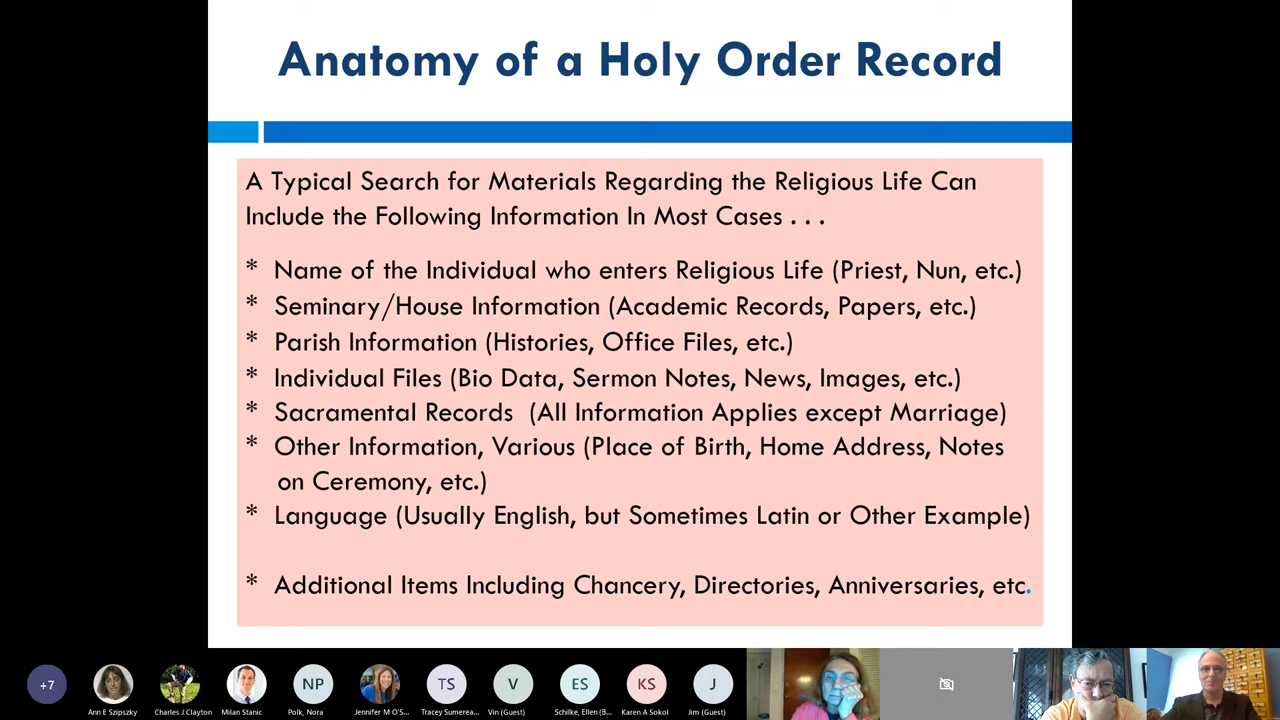 Anatomy of a Holy Order Record
A Typical Search for Materials Regarding the Religious Life Can
Include the Following Information In Most Cases . . .
* Name of the Individual who enters Religious Life (Priest, Nun, etc.)
* Seminary/House Information (Academic Records, Papers, etc.)
* Parish Information (Histories, Office Files, etc.)
* Individual Files (Bio Data, Sermon Notes, News, Images, etc.)
* Sacramental Records (All Information Applies except Marriage)
* Other Information, Various (Place of Birth, Home Address, Notes
on Ceremony, etc.)
* Language (Usually English, but Sometimes Latin or Other Example)
* Additional Items Including Chancery, Directories, Anniversaries, etc.
+7 NP TS V ES KS J
Ann E Szipszky Charles J Clayton Milan Stanic Polk, Nora Jennifer M O'S... Tracey Sumerea... Vin (Guest) Schilke, Ellen (B... Karen A Sokol Jim (Guest)